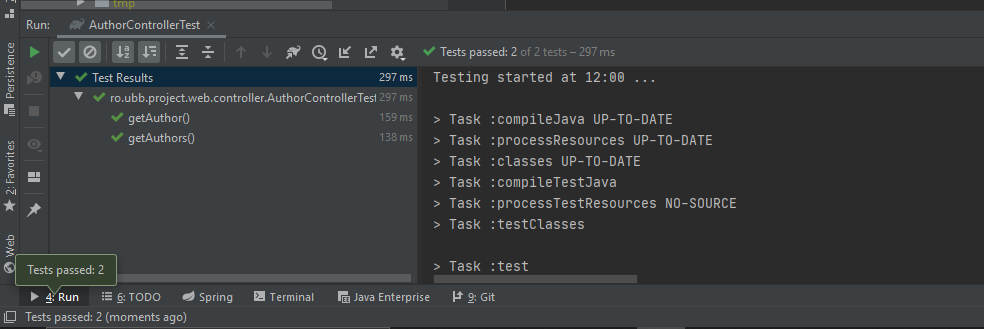 tmp
Run: AuthorControllerTest
Tests passed: 2 of 2 tests – 297 ms
Test Results 297 ms
ro.ubb.project.web.controller.AuthorControllerTest 297 ms
getAuthor() 159 ms
getAuthors() 138 ms
Testing started at 12:00 ...
> Task :compileJava UP-TO-DATE
> Task :processResources UP-TO-DATE
> Task :classes UP-TO-DATE
> Task :compileTestJava
> Task :processTestResources NO-SOURCE
> Task :testClasses
> Task :test
Persistence
2: Favorites
Web
Tests passed: 2
4: Run 6: TODO Spring Terminal Java Enterprise 9: Git
Tests passed: 2 (moments ago)